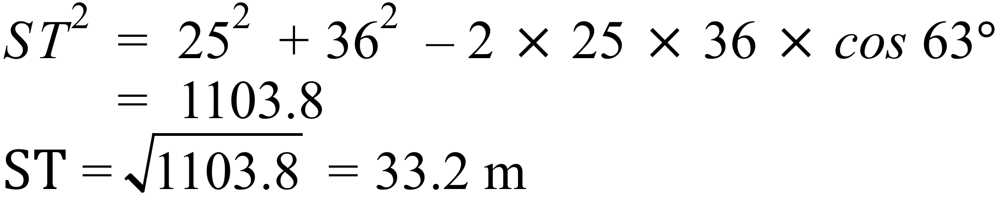 ST² = 25² + 36² – 2 × 25 × 36 × cos 63°
= 1103.8
ST = √1103.8 = 33.2 m